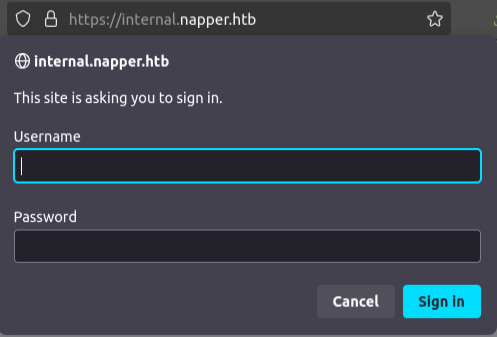 https://internal.napper.htb
internal.napper.htb
This site is asking you to sign in.
Username
Password
Cancel
Sign in